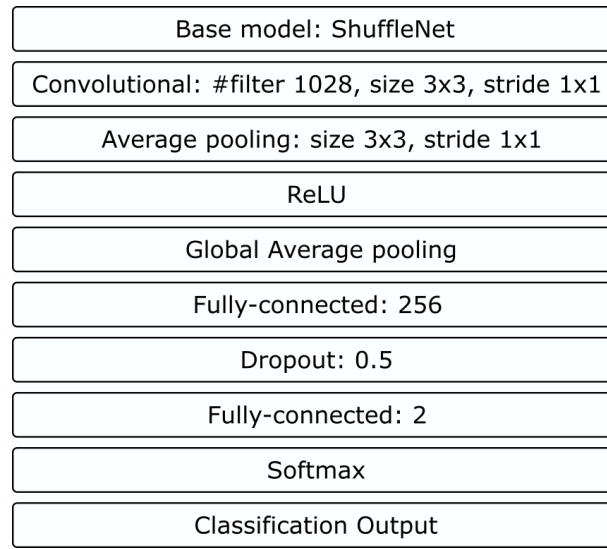 Base model: ShuffleNet
Convolutional: #filter 1028, size 3x3, stride 1x1
Average pooling: size 3x3, stride 1x1
ReLU
Global Average pooling
Fully-connected: 256
Dropout: 0.5
Fully-connected: 2
Softmax
Classification Output